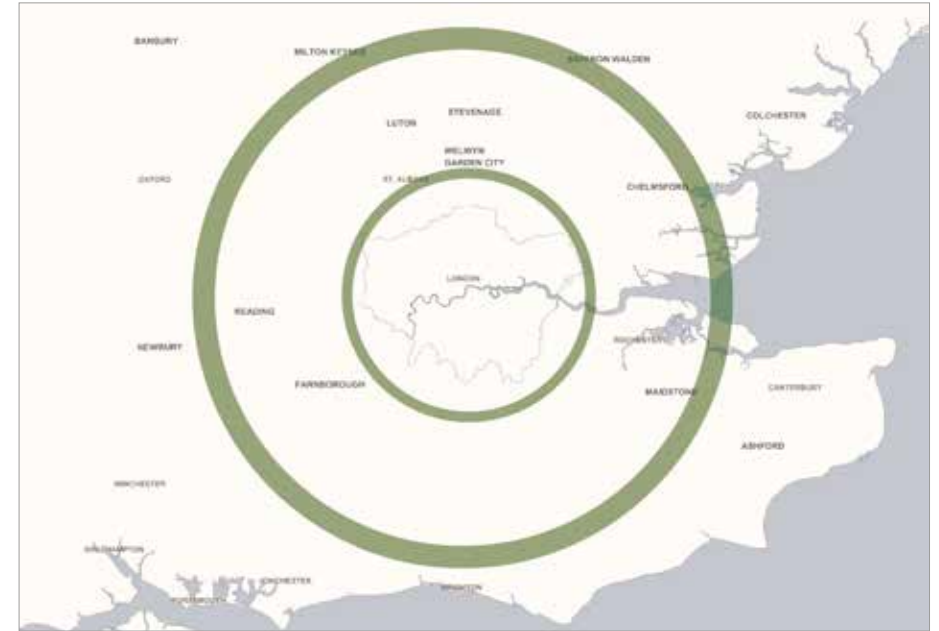 BANBURY
MILTON KEYNES
SAFFRON WALDEN
STEVENAGE
COLCHESTER
LUTON
WELWYN
GARDEN CITY
OXFORD
ST. ALBANS
CHELMSFORD
LONDON
READING
ROCHESTER
NEWBURY
FARNBOROUGH
CANTERBURY
MAIDSTONE
ASHFORD
WINCHESTER
SOUTHAMPTON
CHICHESTER
BRIGHTON
PORTSMOUTH